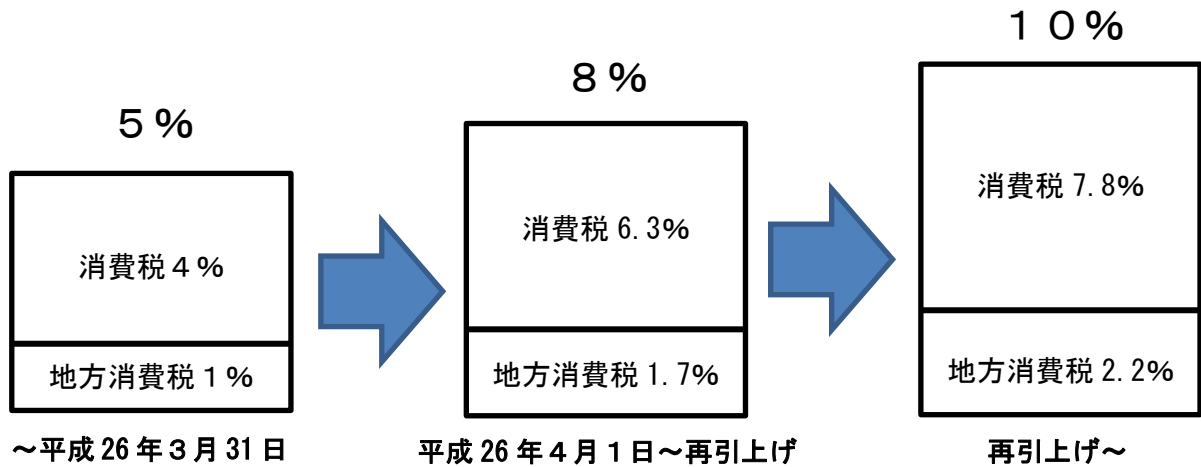 ５％
消費税４％
地方消費税１％
～平成26年３月31日
８％
消費税6.3％
地方消費税1.7％
平成26年４月１日～再引上げ
１０％
消費税7.8％
地方消費税2.2％
再引上げ～